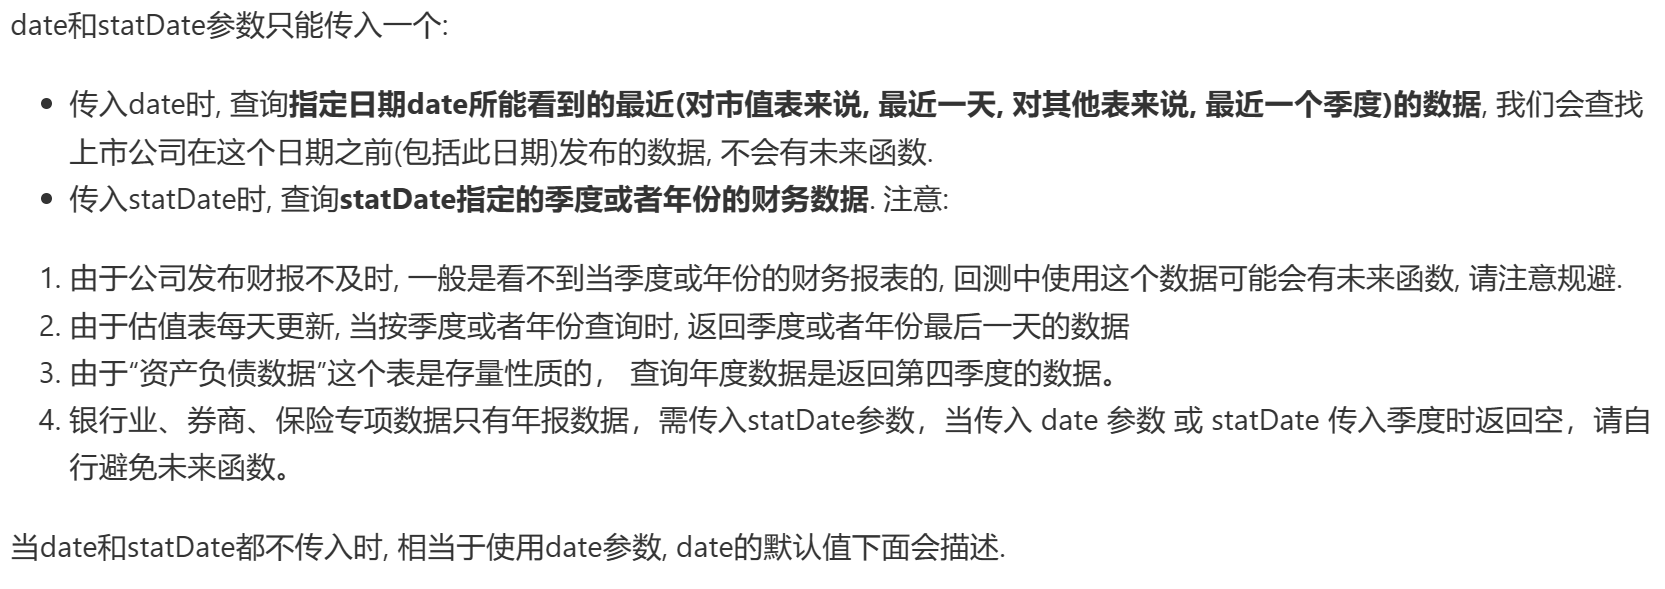 date和statDate参数只能传入一个:
• 传入date时, 查询指定日期date所能看到的最近(对市值表来说, 最近一天, 对其他表来说, 最近一个季度)的数据, 我们会查找
上市公司在这个日期之前(包括此日期)发布的数据, 不会有未来函数.
• 传入statDate时, 查询statDate指定的季度或者年份的财务数据. 注意:
1. 由于公司发布财报不及时, 一般是看不到当季度或年份的财务报表的, 回测中使用这个数据可能会有未来函数, 请注意规避.
2. 由于估值表每天更新, 当按季度或者年份查询时, 返回季度或者年份最后一天的数据
3. 由于“资产负债数据”这个表是存量性质的， 查询年度数据是返回第四季度的数据。
4. 银行业、券商、保险专项数据只有年报数据，需传入statDate参数，当传入 date 参数 或 statDate 传入季度时返回空，请自
行避免未来函数。
当date和statDate都不传入时, 相当于使用date参数, date的默认值下面会描述.